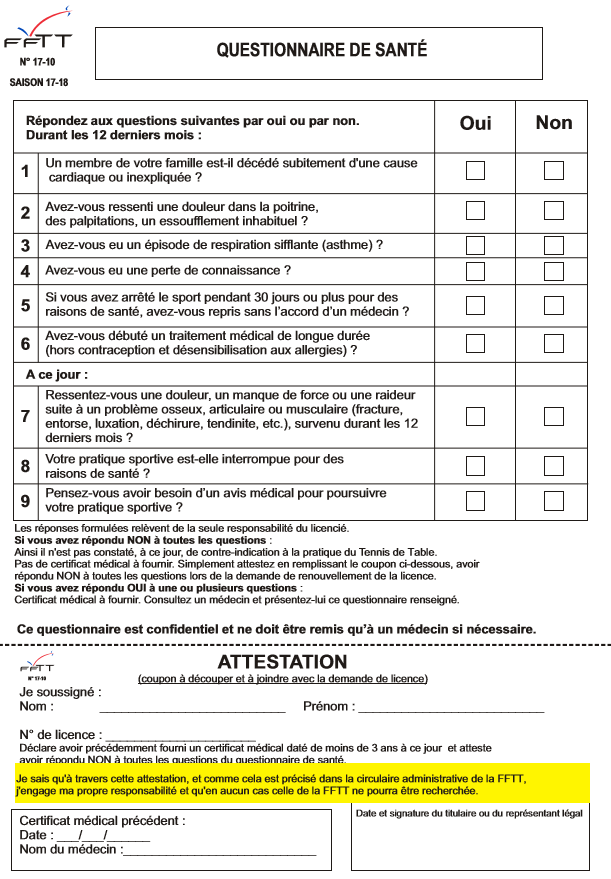 FFTT
N° 17-10
SAISON 17-18
QUESTIONNAIRE DE SANTÉ
Répondez aux questions suivantes par oui ou par non.
Durant les 12 derniers mois :
Oui
Non
1
Un membre de votre famille est-il décédé subitement d'une cause
cardiaque ou inexpliquée ?
2
Avez-vous ressenti une douleur dans la poitrine,
des palpitations, un essoufflement inhabituel ?
3
Avez-vous eu un épisode de respiration sifflante (asthme) ?
4
Avez-vous eu une perte de connaissance ?
5
Si vous avez arrêté le sport pendant 30 jours ou plus pour des
raisons de santé, avez-vous repris sans l'accord d'un médecin ?
6
Avez-vous débuté un traitement médical de longue durée
(hors contraception et désensibilisation aux allergies) ?
A ce jour :
7
Ressentez-vous une douleur, un manque de force ou une raideur
suite à un problème osseux, articulaire ou musculaire (fracture,
entorse, luxation, déchirure, tendinite, etc.), survenu durant les 12
derniers mois ?
8
Votre pratique sportive est-elle interrompue pour des
raisons de santé ?
9
Pensez-vous avoir besoin d'un avis médical pour poursuivre
votre pratique sportive ?
Les réponses formulées relèvent de la seule responsabilité du licencié.
Si vous avez répondu NON à toutes les questions :
Ainsi il n'est pas constaté, à ce jour, de contre-indication à la pratique du Tennis de Table.
Pas de certificat médical à fournir. Simplement attestez en remplissant le coupon ci-dessous, avoir
répondu NON à toutes les questions lors de la demande de renouvellement de la licence.
Si vous avez répondu OUI à une ou plusieurs questions :
Certificat médical à fournir. Consultez un médecin et présentez-lui ce questionnaire renseigné.
Ce questionnaire est confidentiel et ne doit être remis qu'à un médecin si nécessaire.
FFTT
N° 17-10
ATTESTATION
(coupon à découper et à joindre avec la demande de licence)
Je soussigné :
Nom : __________________________ Prénom : __________________________
N° de licence : _____________________
Déclare avoir précédemment fourni un certificat médical daté de moins de 3 ans à ce jour et atteste
avoir répondu NON à toutes les questions du questionnaire de santé.
Je sais qu'à travers cette attestation, et comme cela est précisé dans la circulaire administrative de la FFTT,
j'engage ma propre responsabilité et qu'en aucun cas celle de la FFTT ne pourra être recherchée.
Certificat médical précédent :
Date : ___/___/______
Nom du médecin :___________________________
Date et signature du titulaire ou du représentant légal